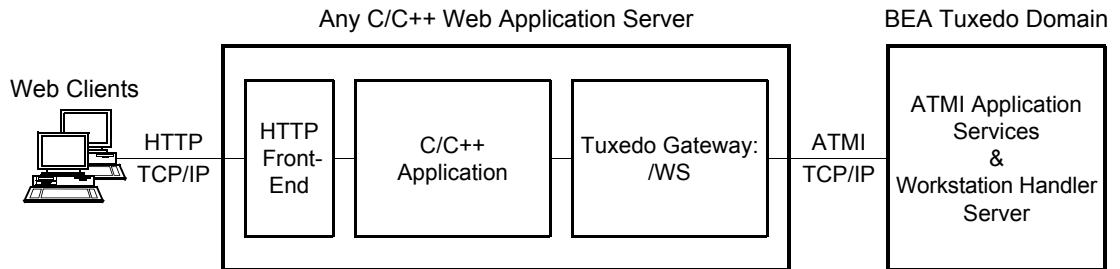 Any C/C++ Web Application Server
BEA Tuxedo Domain
Web Clients
HTTP
TCP/IP
HTTP
Front-
End
C/C++
Application
Tuxedo Gateway:
/WS
ATMI
TCP/IP
ATMI Application
Services
&
Workstation Handler
Server